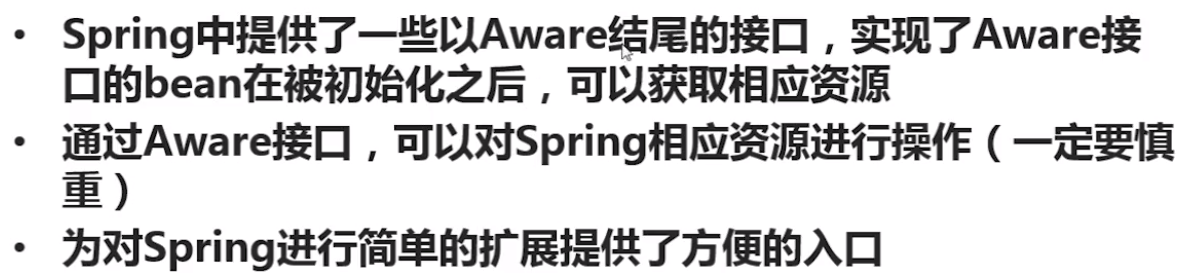 • Spring中提供了一些以Aware结尾的接口，实现了Aware接
口的bean在被初始化之后，可以获取相应资源
• 通过Aware接口，可以对Spring相应资源进行操作（一定要慎
重）
• 为对Spring进行简单的扩展提供了方便的入口